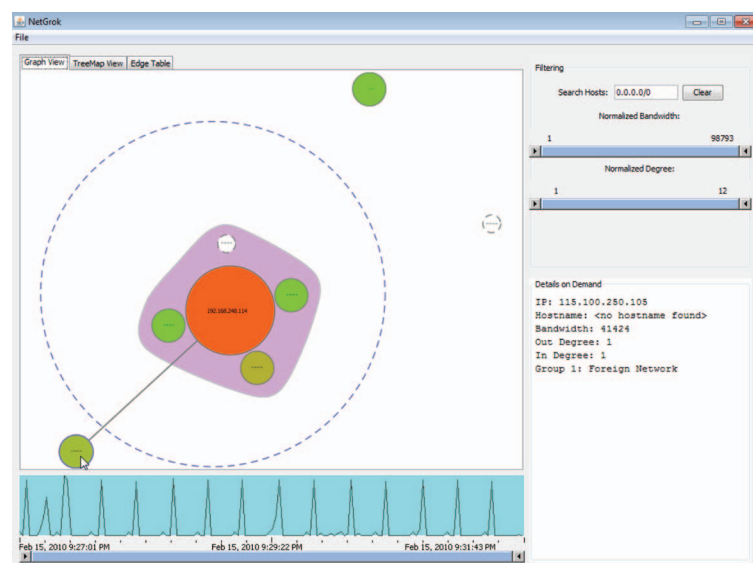 NetGrok
File
Graph View TreeMap View Edge Table
192.168.248.114
Feb 15, 2010 9:27:01 PM Feb 15, 2010 9:29:22 PM Feb 15, 2010 9:31:43 PM
Filtering
Search Hosts: 0.0.0.0/0 Clear
Normalized Bandwidth:
1 98793
Normalized Degree:
1 12
Details on Demand
IP: 115.100.250.105
Hostname: <no hostname found>
Bandwidth: 41424
Out Degree: 1
In Degree: 1
Group 1: Foreign Network